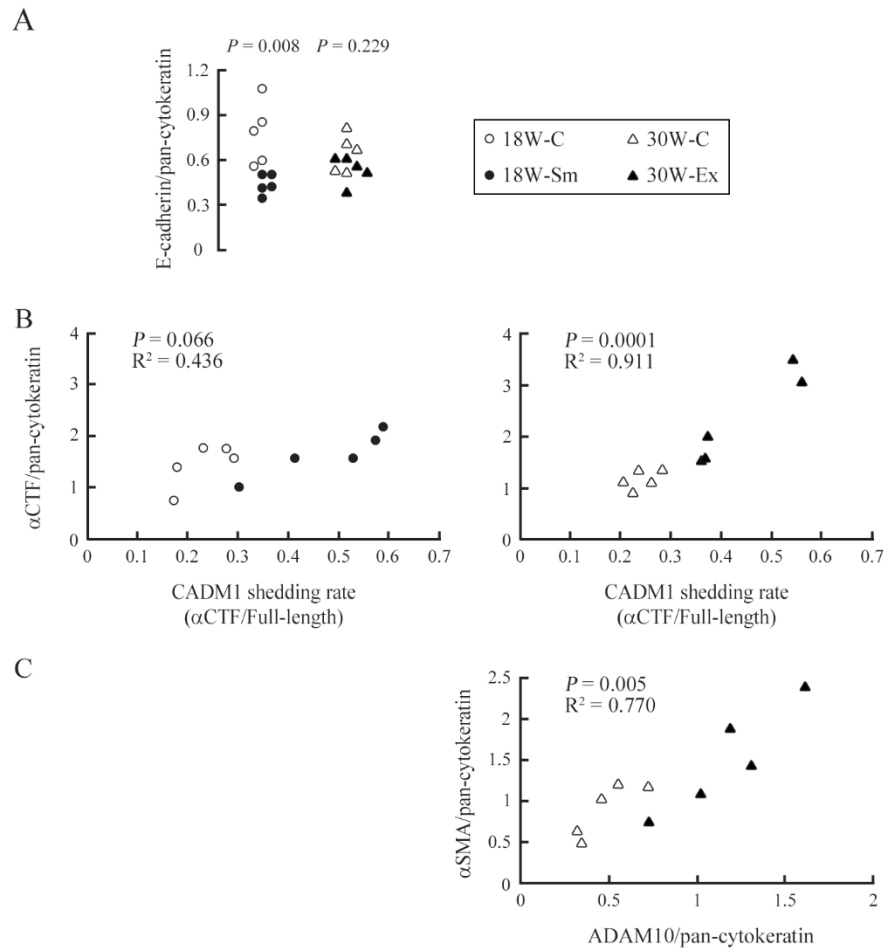 A
P = 0.008 P = 0.229
1.2
0.9
0.6
0.3
0
E-cadherin/pan-cytokeratin
18W-C 30W-C
18W-Sm 30W-Ex
B
P = 0.066
R² = 0.436
4
3
2
1
0
αCTF/pan-cytokeratin
0 0.1 0.2 0.3 0.4 0.5 0.6 0.7
CADM1 shedding rate
(αCTF/Full-length)
P = 0.0001
R² = 0.911
4
3
2
1
0
0 0.1 0.2 0.3 0.4 0.5 0.6 0.7
CADM1 shedding rate
(αCTF/Full-length)
C
P = 0.005
R² = 0.770
2.5
2
1.5
1
0.5
0
αSMA/pan-cytokeratin
0.5 1 1.5 2
ADAM10/pan-cytokeratin